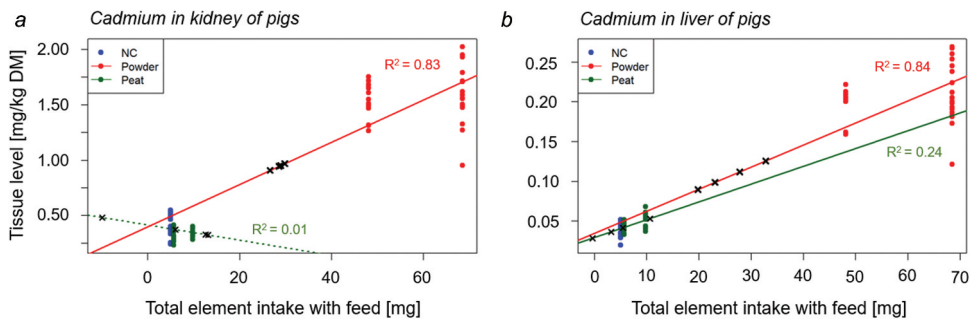 a
Cadmium in kidney of pigs
Tissue level [mg/kg DM]
2.00
1.50
1.00
0.50
NC
Powder
Peat
R² = 0.83
R² = 0.01
0
20
40
60
Total element intake with feed [mg]
b
Cadmium in liver of pigs
0.25
0.20
0.15
0.10
0.05
NC
Powder
Peat
R² = 0.84
R² = 0.24
0
10
20
30
40
50
60
70
Total element intake with feed [mg]